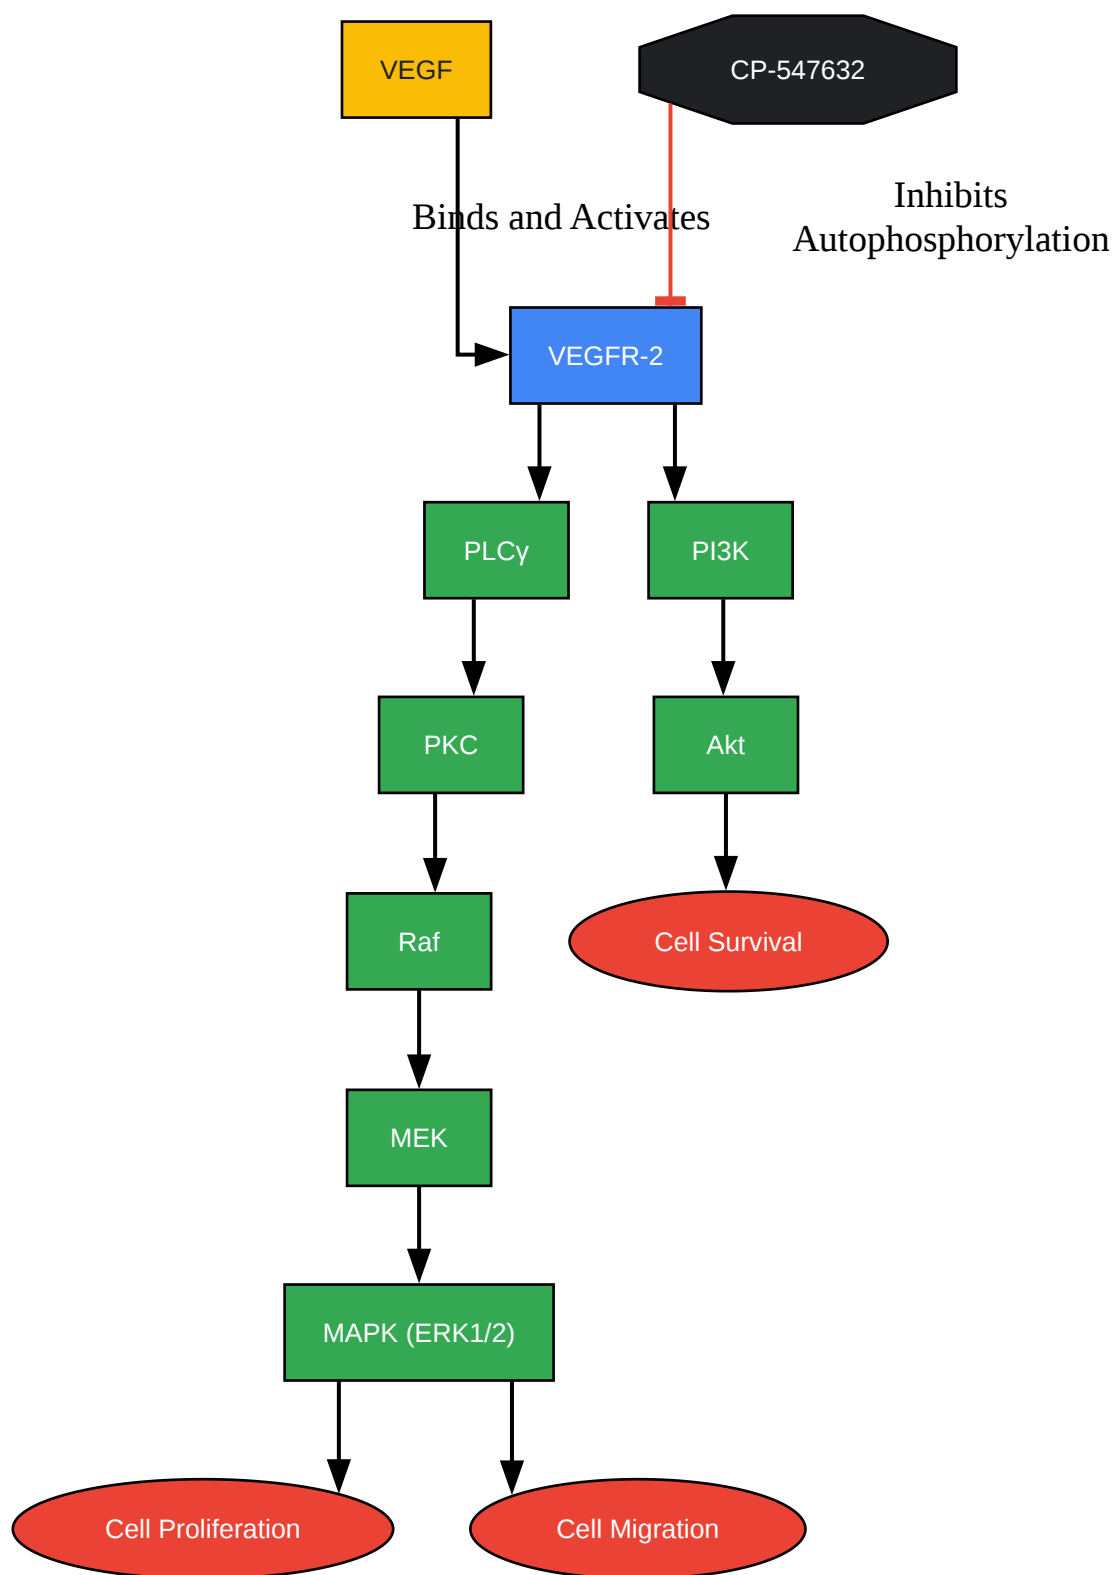 VEGF
CP-547632
Binds and Activates
Inhibits
Autophosphorylation
VEGFR-2
PLCγ
PI3K
PKC
Akt
Raf
Cell Survival
MEK
MAPK (ERK1/2)
Cell Proliferation
Cell Migration